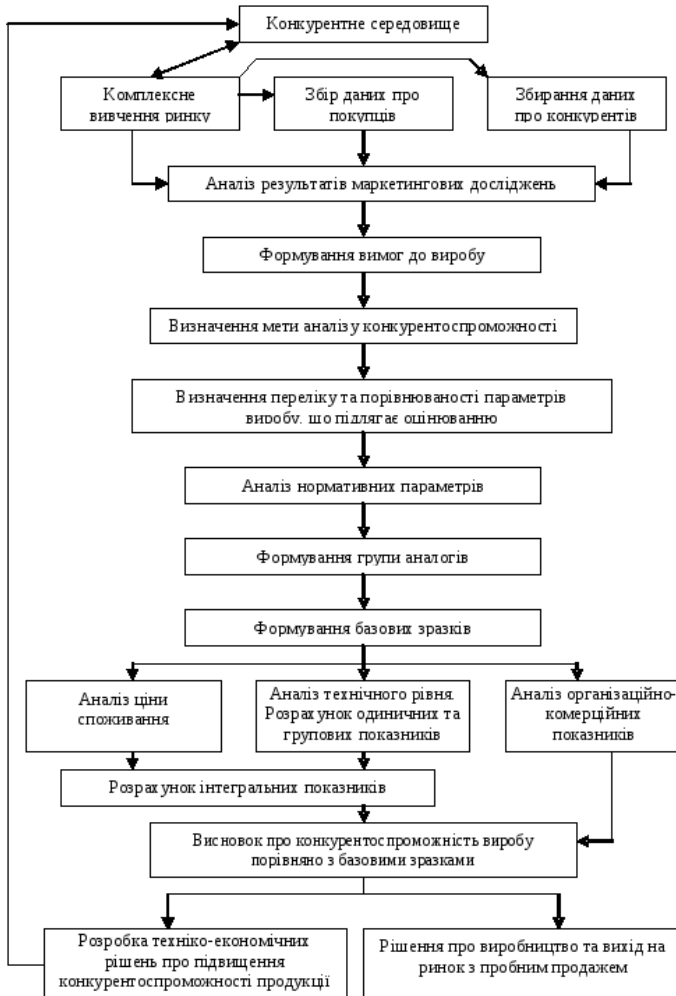 Конкурентне середовище
Комплексне
вивчення ринку
Збір даних про
покупців
Збирання даних
про конкурентів
Аналіз результатів маркетингових досліджень
Формування вимог до виробу
Визначення мети аналізу конкурентоспроможності
Визначення переліку та порівнюваності параметрів
виробу, що підлягає оцінюванню
Аналіз нормативних параметрів
Формування групи аналогів
Формування базових зразків
Аналіз ціни
споживання
Аналіз технічного рівня.
Розрахунок одиничних та
групових показників
Аналіз організаційно-
комерційних
показників
Розрахунок інтегральних показників
Висновок про конкурентоспроможність виробу
порівняно з базовими зразками
Розробка техніко-економічних
рішень про підвищення
конкурентоспроможності продукції
Рішення про виробництво та вихід на
ринок з пробним продажем